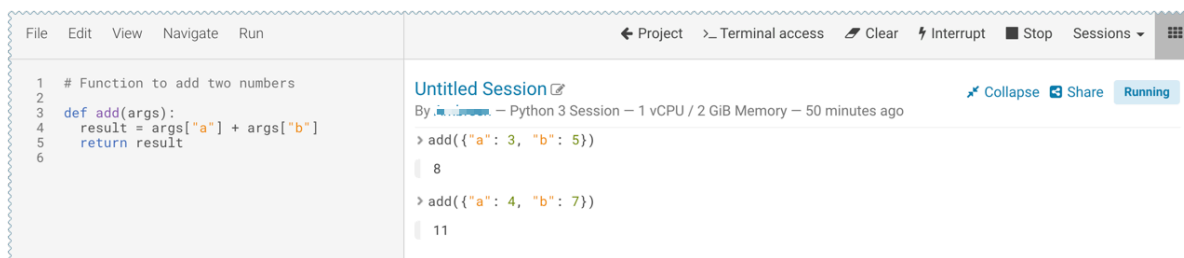 File Edit View Navigate Run
Project >_ Terminal access Clear Interrupt Stop Sessions
1 # Function to add two numbers
2
3 def add(args):
4 result = args["a"] + args["b"]
5 return result
6
Untitled Session
Collapse Share Running
By — Python 3 Session — 1 vCPU / 2 GiB Memory — 50 minutes ago
> add({"a": 3, "b": 5})
8
> add({"a": 4, "b": 7})
11